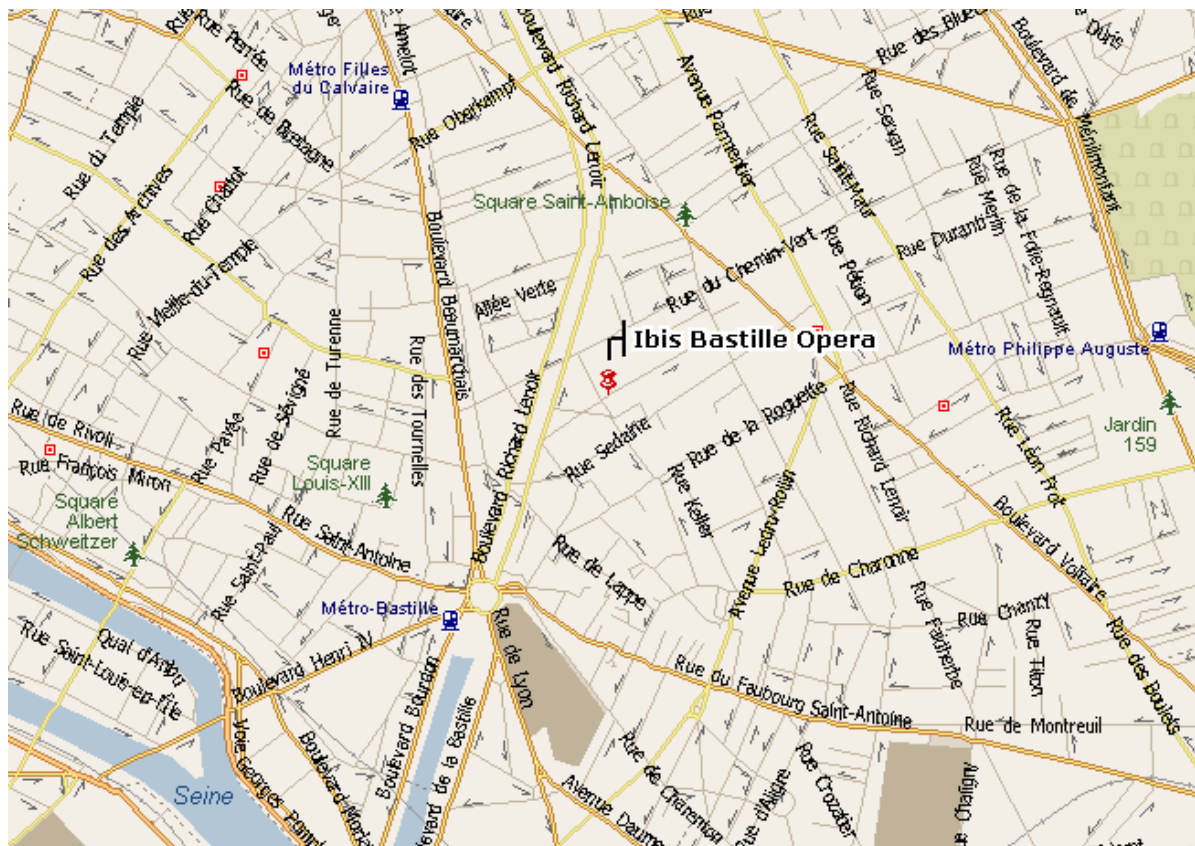 Rue Perrée
Amelot
Métro Filles
du Calvaire
Rue de Bretagne
Rue du Temple
Rue Charlot
Rue des Archives
Rue Vieille-du-Temple
Rue Oberkampf
Boulevard Richard Lenoir
Avenue Parmentier
Rue Saint-Maur
Rue Servan
Boulevard de Ménilmontant
Rue de la Folie-Regnault
Rue Merlin
Rue Duranti
Square Saint-Amboise
Rue du Chemin-Vert
Rue Pétion
Boulevard Beaumarchais
Allée Verte
Ibis Bastille Opera
Métro Philippe Auguste
Rue de Turenne
Rue des Tournelles
Rue de Sévigné
Rue Pavée
Rue de Rivoli
Rue François Miron
Boulevard Richard Lenoir
Rue Sedaine
Rue de la Roquette
Rue Keller
Rue Richard Lenoir
Rue Léon Frot
Jardin
159
Square
Louis-XIII
Square
Albert
Schweitzer
Rue Saint-Antoine
Rue Saint-Paul
Rue de Lappe
Avenue Ledru-Rollin
Rue de Charonne
Boulevard Voltaire
Métro-Bastille
Rue Chanzy
Rue Titon
Rue Faidherbe
Rue des Boulets
Quai d'Anjou
Rue Saint-Louis-en-l'Île
Boulevard Henri IV
Boulevard Bourdon
Rue de Lyon
Rue du Faubourg Saint-Antoine
Rue de Montreuil
Seine
Voie Georges Pompi
Boulevard Morlan
levard de la Bastille
Avenue Daume
Rue de Charenton
ue d'Aligre
Rue Crozatier
ue Chaligny